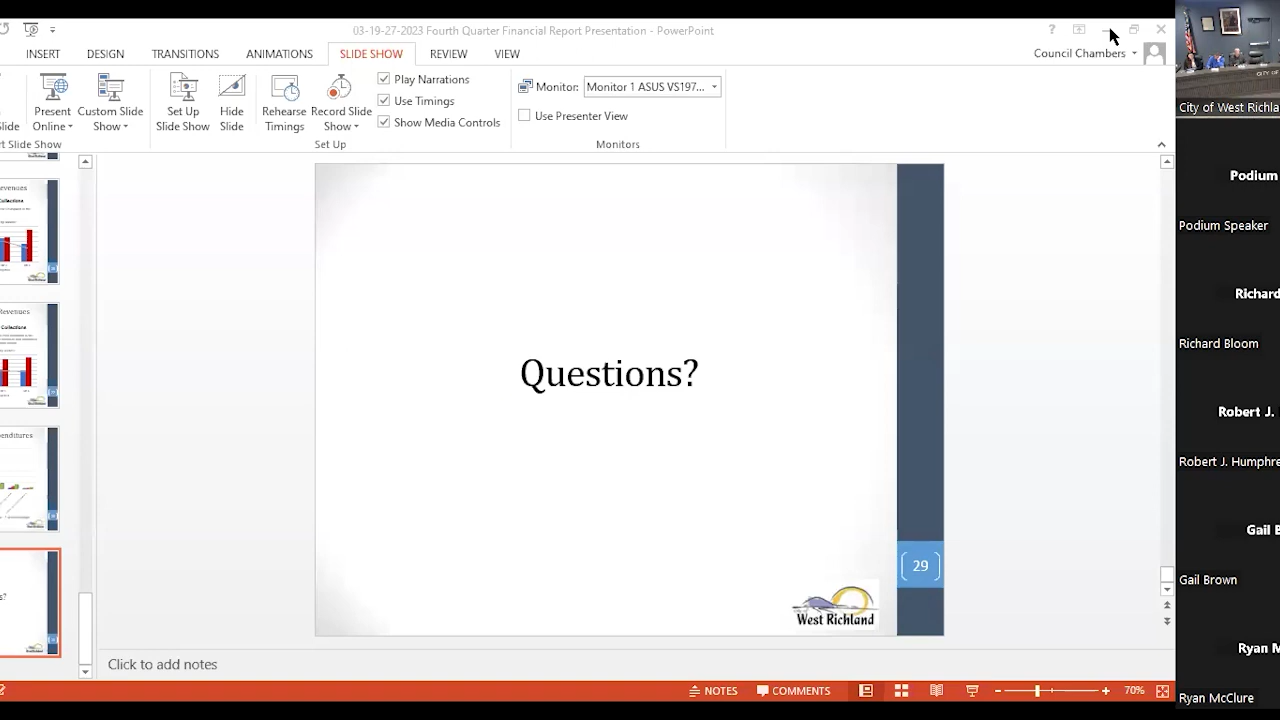 03-19-27-2023 Fourth Quarter Financial Report Presentation - PowerPoint
?
INSERT DESIGN TRANSITIONS ANIMATIONS SLIDE SHOW REVIEW VIEW
Council Chambers
Present Online
Custom Slide Show
Set Up Slide Show
Hide Slide
Rehearse Timings
Record Slide Show
Play Narrations
Use Timings
Show Media Controls
Monitor: Monitor 1 ASUS VS197...
Use Presenter View
Slide Show
Set Up
Monitors
Collections
Collections
Questions?
29
West Richland
Click to add notes
NOTES
COMMENTS
70%
City of West Richla
Podium
Podium Speaker
Richard
Richard Bloom
Robert J.
Robert J. Humphre
Gail B
Gail Brown
Ryan M
Ryan McClure